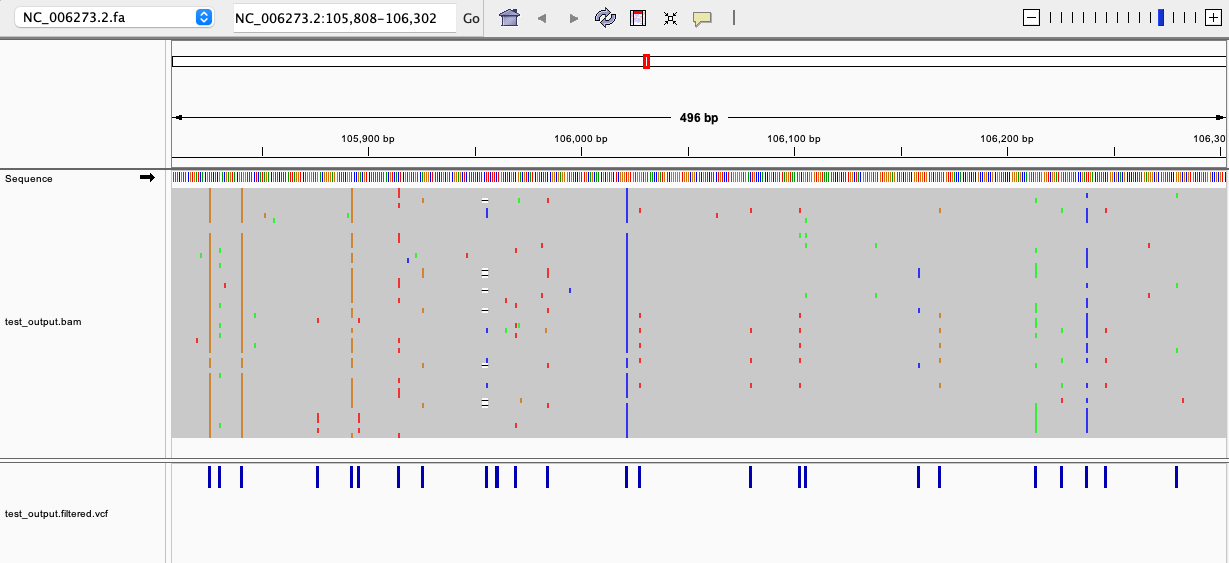 NC_006273.2.fa NC_006273.2:105,808-106,302 Go
496 bp
105,900 bp 106,000 bp 106,100 bp 106,200 bp 106,30
Sequence
test_output.bam
test_output.filtered.vcf